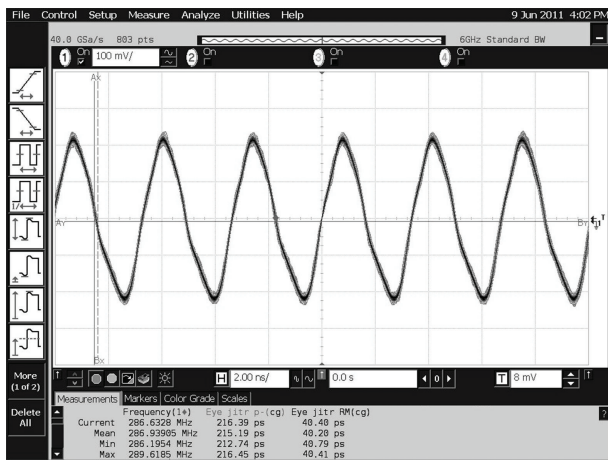 File Control Setup Measure Analyze Utilities Help 9 Jun 2011 4:02 PM
40.0 GSa/s 803 pts 6GHz Standard BW
1 On 100 mV/ 2 On 3 On 4 On
Ax
Ay By
Bx
More
(1 of 2)
Delete
All
H 2.00 ns/ 0.0 s 0 T 8 mV
Measurements Markers Color Grade Scales
Frequency(1*) Eye jitr p-(cg) Eye jitr RM(cg)
Current 286.6328 MHz 216.39 ps 40.40 ps
Mean 286.93905 MHz 215.19 ps 40.20 ps
Min 286.1954 MHz 212.74 ps 40.79 ps
Max 289.6185 MHz 216.45 ps 40.41 ps
?